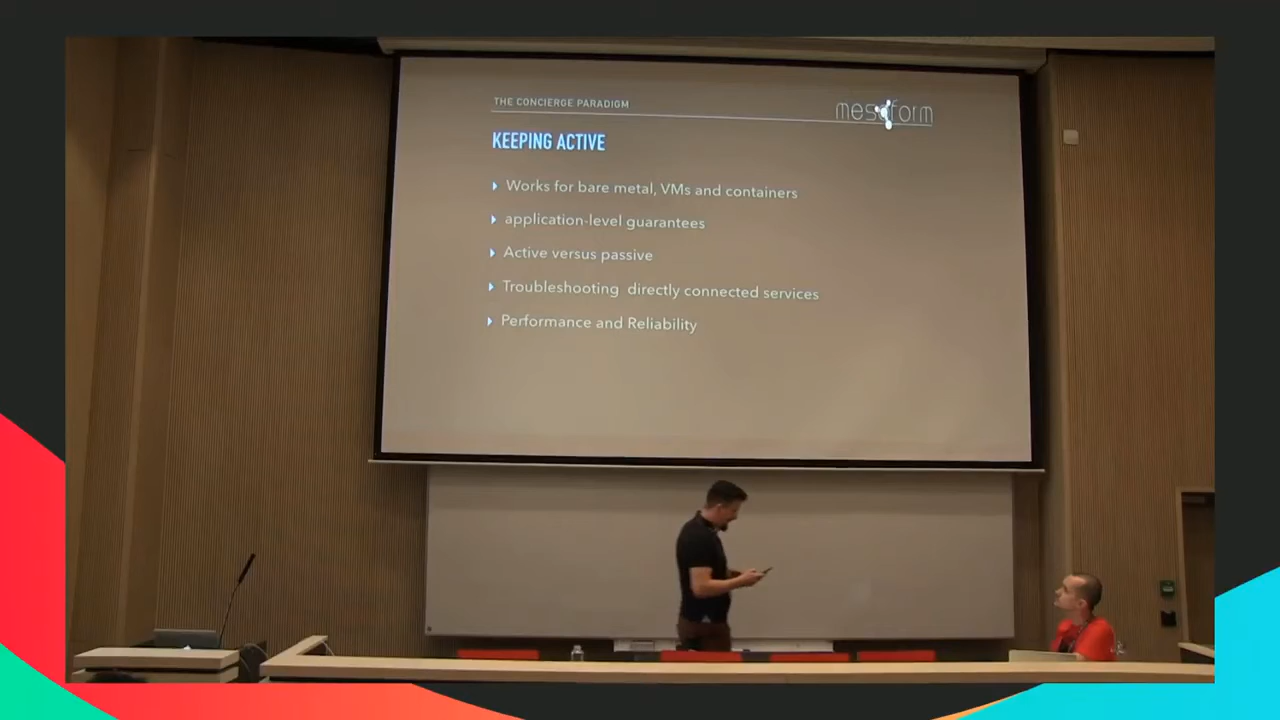 THE CONCIERGE PARADIGM
mesoform
KEEPING ACTIVE
Works for bare metal, VMs and containers
application-level guarantees
Active versus passive
Troubleshooting directly connected services
Performance and Reliability